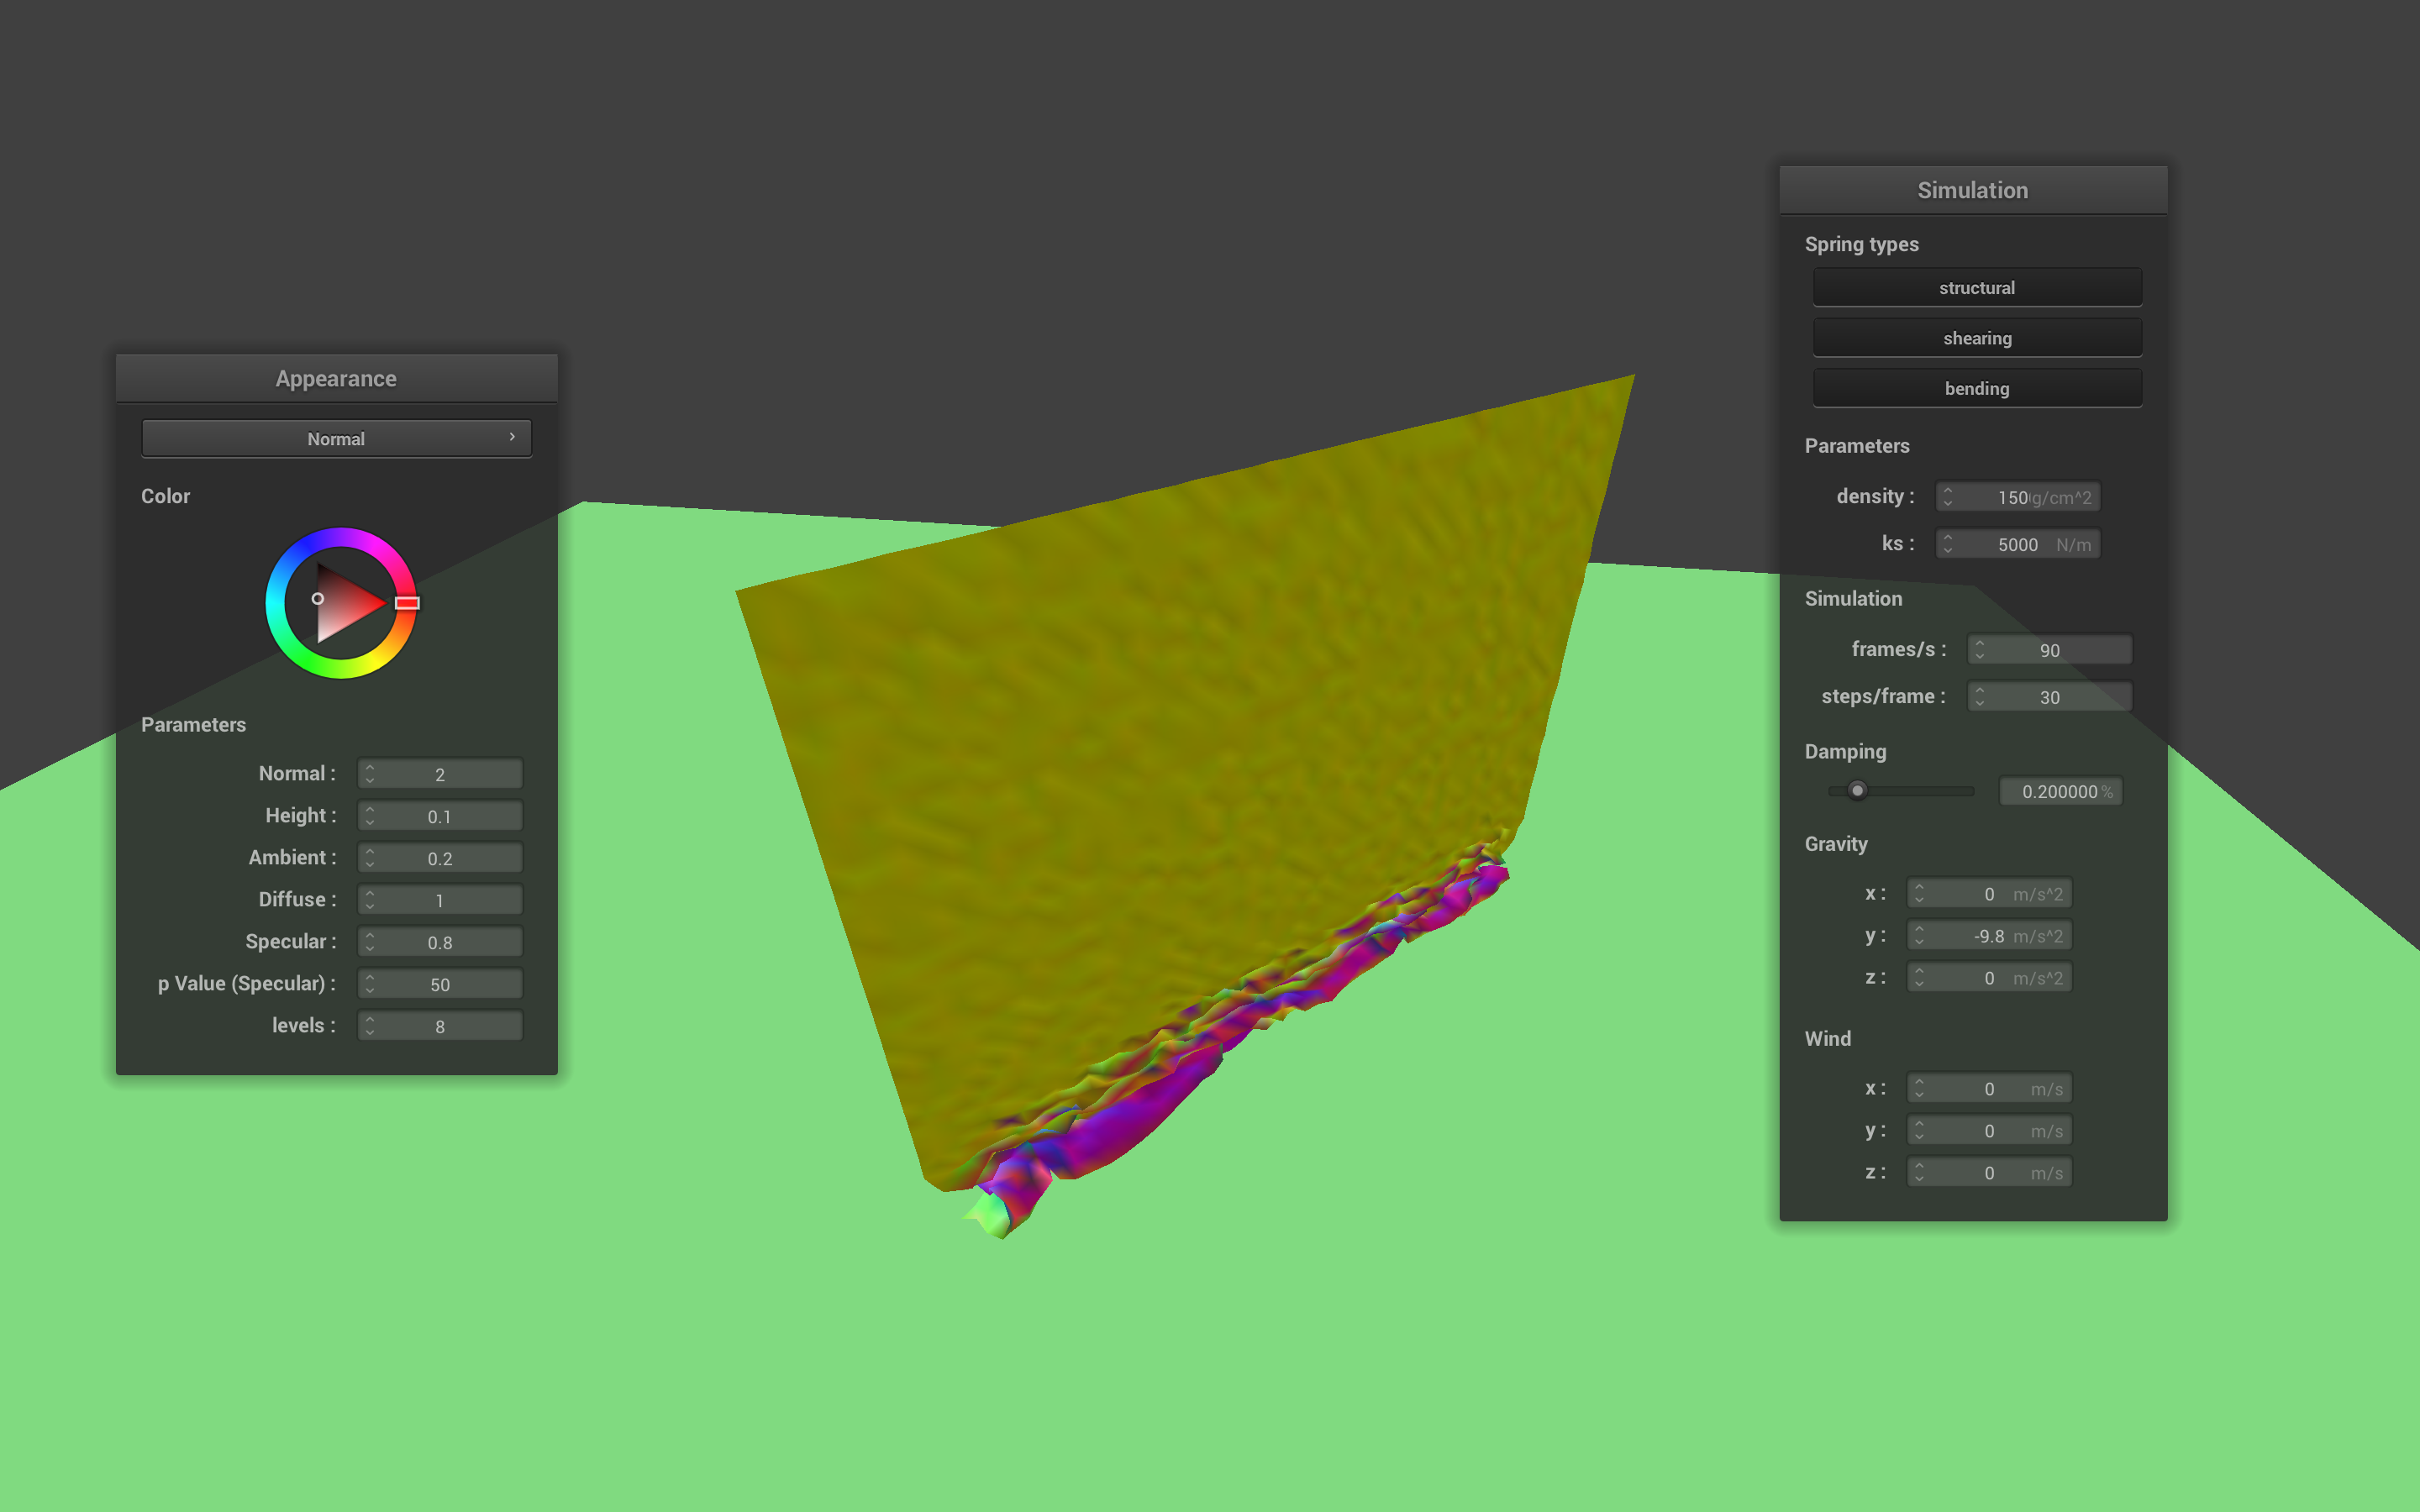 Appearance
Normal
Color
Parameters
Normal : 2
Height : 0.1
Ambient : 0.2
Diffuse : 1
Specular : 0.8
p Value (Specular) : 50
levels : 8
Simulation
Spring types
structural
shearing
bending
Parameters
density : 150 g/cm^2
ks : 5000 N/m
Simulation
frames/s : 90
steps/frame : 30
Damping
0.200000 %
Gravity
x : 0 m/s^2
y : -9.8 m/s^2
z : 0 m/s^2
Wind
x : 0 m/s
y : 0 m/s
z : 0 m/s